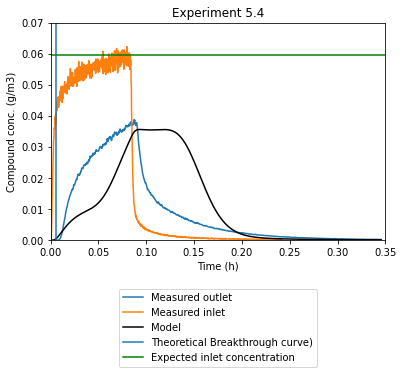 Experiment 5.4
0.07
0.06
0.05
0.04
0.03
0.02
0.01
0.00
Compound conc. (g/m3)
0.00 0.05 0.10 0.15 0.20 0.25 0.30 0.35
Time (h)
Measured outlet
Measured inlet
Model
Theoretical Breakthrough curve)
Expected inlet concentration